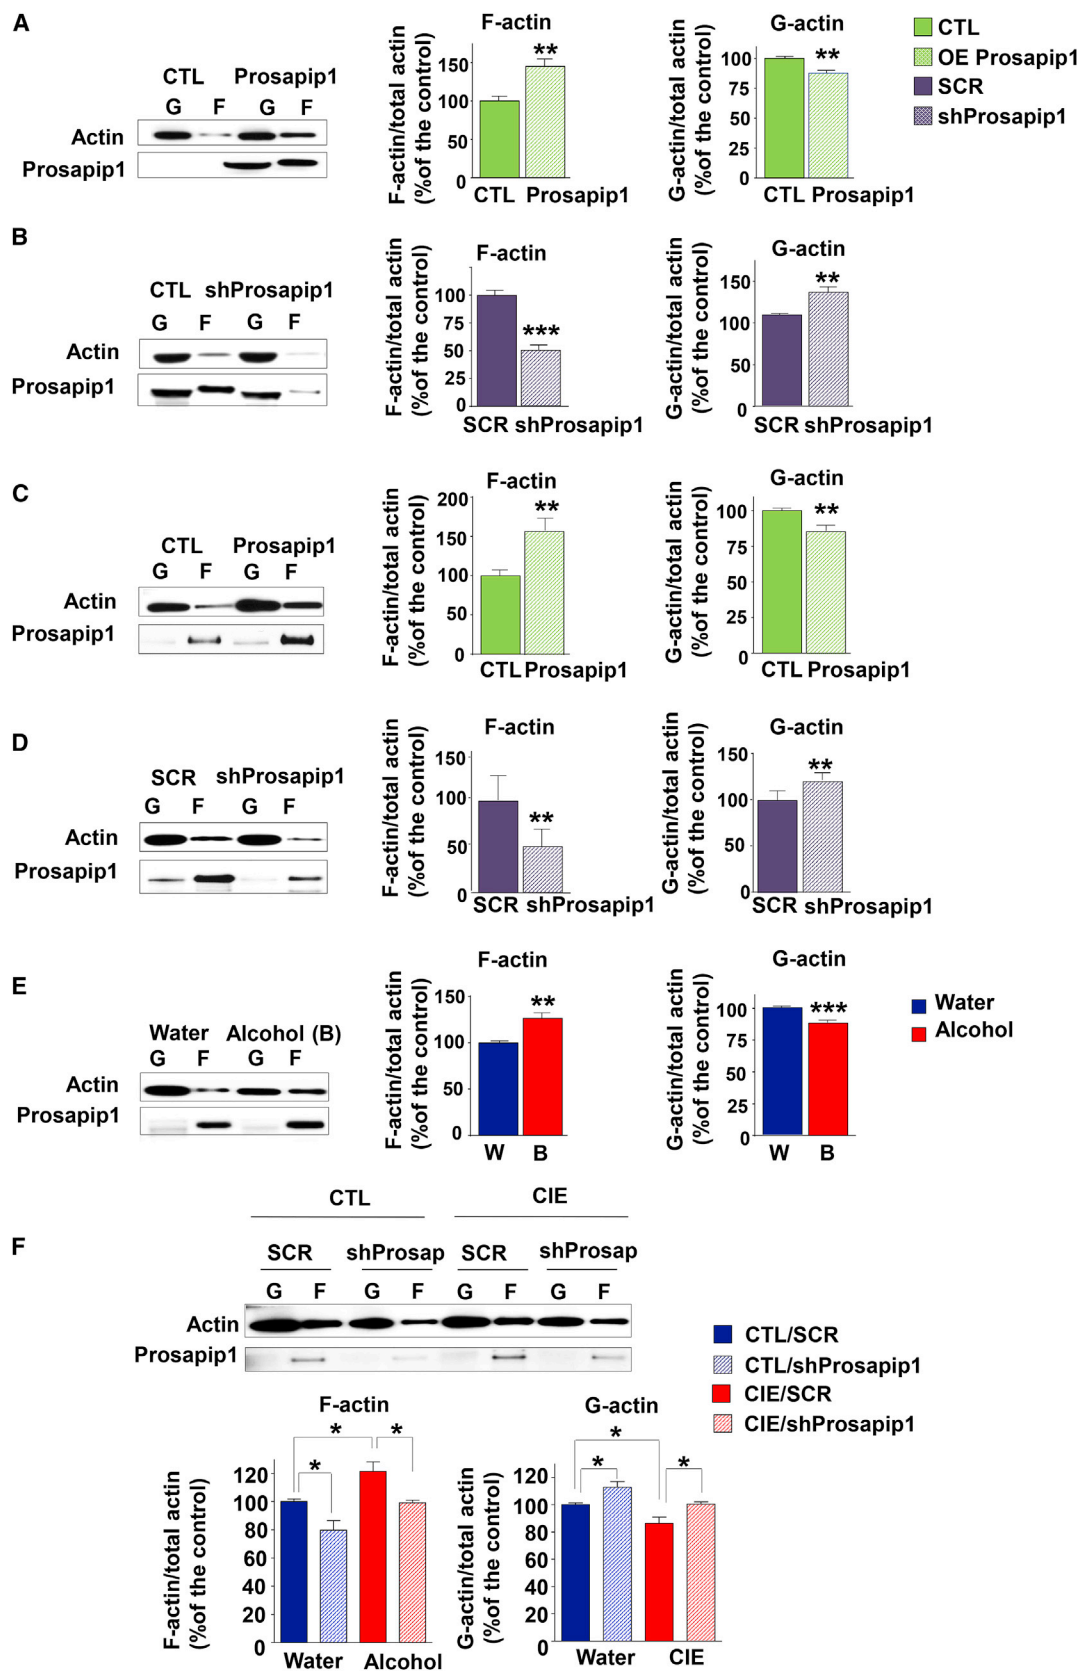 A
CTL Prosapip1
G F G F
Actin
Prosapip1
F-actin
F-actin/total actin
(%of the control)
150
100
50
0
CTL Prosapip1
**
G-actin
G-actin/total actin
(%of the control)
100
75
50
25
0
CTL Prosapip1
**
CTL
OE Prosapip1
SCR
shProsapip1
B
CTL shProsapip1
G F G F
Actin
Prosapip1
F-actin
F-actin/total actin
(%of the control)
100
75
50
25
0
SCR shProsapip1
***
G-actin
G-actin/total actin
(%of the control)
150
100
50
0
SCR shProsapip1
**
C
CTL Prosapip1
G F G F
Actin
Prosapip1
F-actin
F-actin/total actin
(%of the control)
200
150
100
50
0
CTL Prosapip1
**
G-actin
G-actin/total actin
(%of the control)
100
75
50
25
0
CTL Prosapip1
**
D
SCR shProsapip1
G F G F
Actin
Prosapip1
F-actin
F-actin/total actin
(%of the control)
150
100
50
0
SCR shProsapip1
**
G-actin
G-actin/total actin
(%of the control)
150
100
50
0
SCR shProsapip1
**
E
Water Alcohol (B)
G F G F
Actin
Prosapip1
F-actin
F-actin/total actin
(%of the control)
150
100
50
0
W B
**
G-actin
G-actin/total actin
(%of the control)
100
75
50
25
0
W B
***
Water
Alcohol
F
CTL CIE
SCR shProsap SCR shProsap
G F G F G F G F
Actin
Prosapip1
CTL/SCR
CTL/shProsapip1
CIE/SCR
CIE/shProsapip1
F-actin
F-actin/total actin
(%of the control)
120
100
80
60
40
20
0
Water Alcohol
* * *
G-actin
G-actin/total actin
(%of the control)
120
100
80
60
40
20
0
Water CIE
* * *